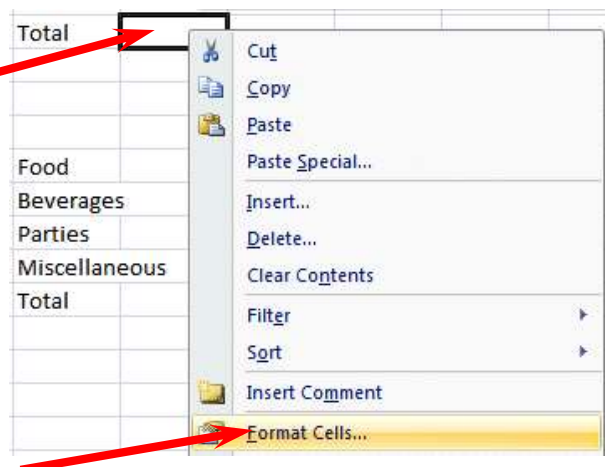 Total
Cut
Copy
Paste
Paste Special...
Food
Insert...
Beverages
Delete...
Parties
Clear Contents
Miscellaneous
Filter
Total
Sort
Insert Comment
Format Cells...